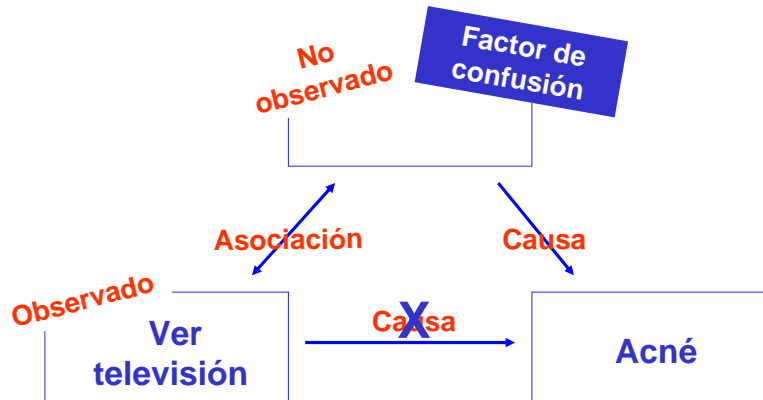 No
observado
Factor de
confusión
Asociación
Causa
Observado
Ver
televisión
Causa
X
Acné